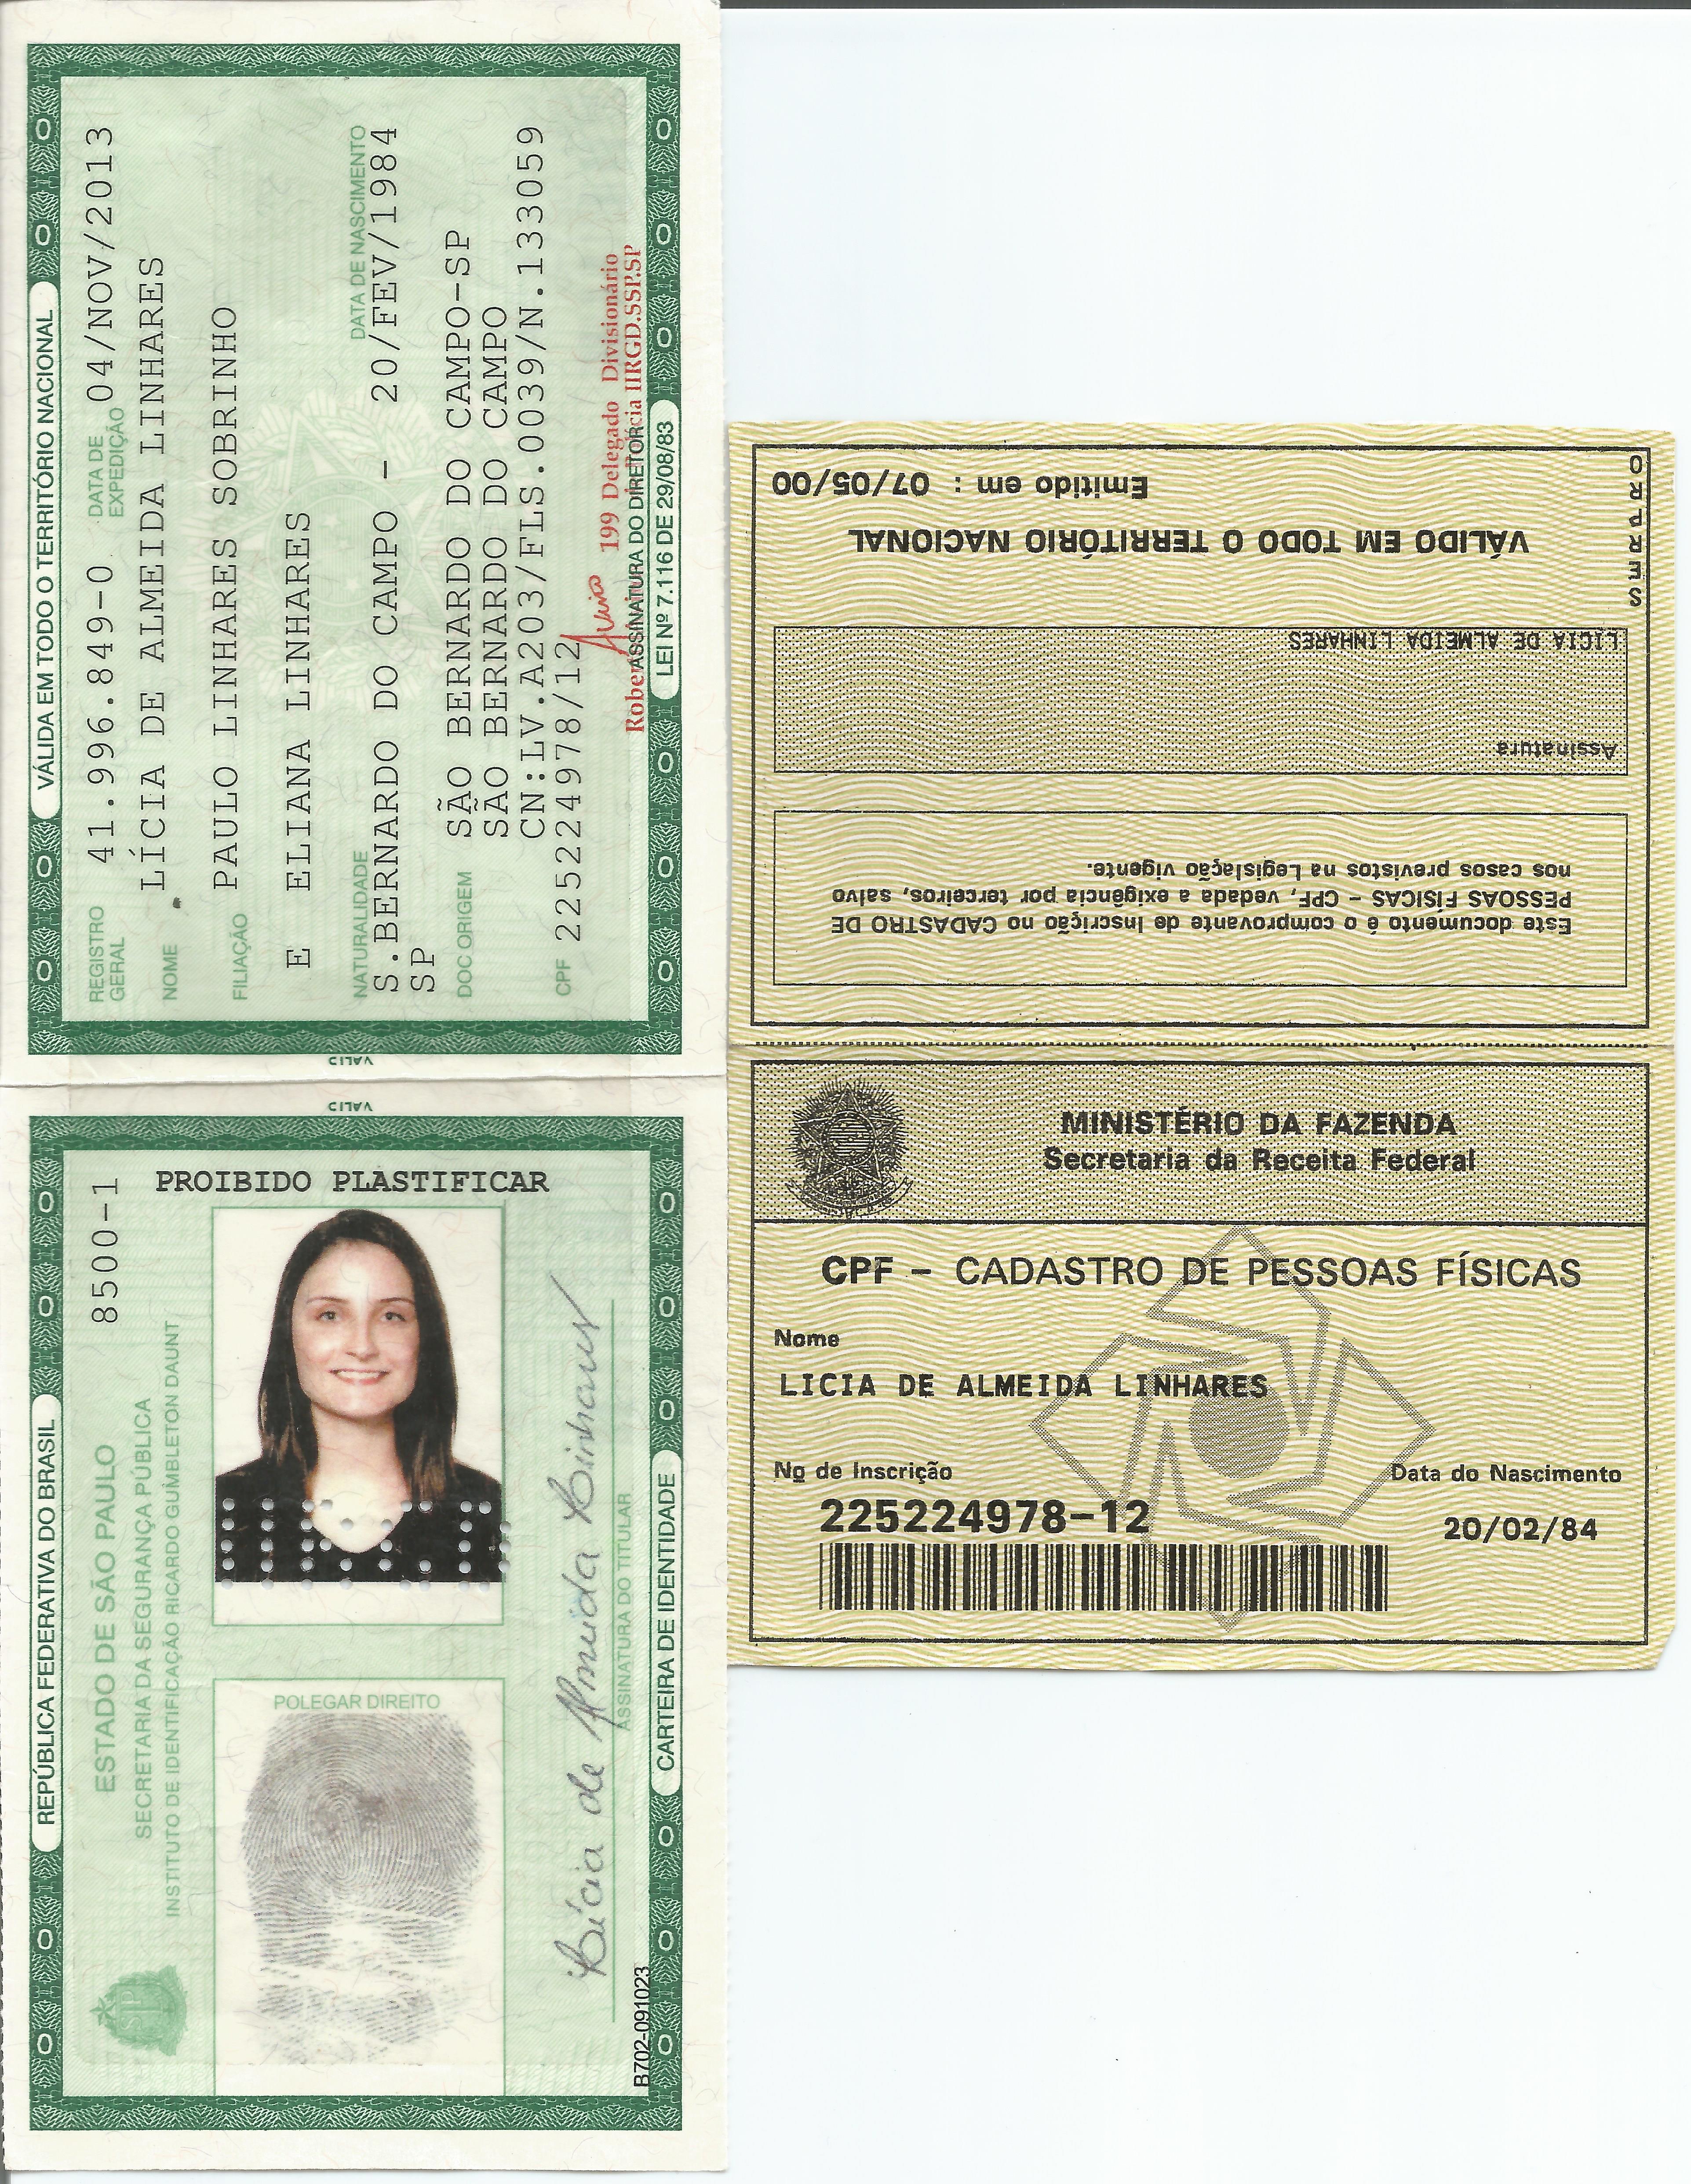 VÁLIDA EM TODO O TERRITÓRIO NACIONAL
REGISTRO GERAL 41.996.849-0 DATA DE EXPEDIÇÃO 04/NOV/2013
NOME LÍCIA DE ALMEIDA LINHARES
FILIAÇÃO PAULO LINHARES SOBRINHO
E ELIANA LINHARES
NATURALIDADE DATA DE NASCIMENTO
S.BERNARDO DO CAMPO - 20/FEV/1984
SP
DOC ORIGEM SÃO BERNARDO DO CAMPO-SP
SÃO BERNARDO DO CAMPO
CN:LV.A203/FLS.0039/N.133059
CPF 225224978/12
199 Delegado Divisionário
IIRGD.SSP.SP
ASSINATURA DO DIRETOR
LEI Nº 7.116 DE 29/08/83
REPÚBLICA FEDERATIVA DO BRASIL
ESTADO DE SÃO PAULO
SECRETARIA DA SEGURANÇA PÚBLICA
INSTITUTO DE IDENTIFICAÇÃO RICARDO GUMBLETON DAUNT
8500-1
PROIBIDO PLASTIFICAR
POLEGAR DIREITO
Lícia de Almeida Linhares
ASSINATURA DO TITULAR
CARTEIRA DE IDENTIDADE
B702-091023
Este documento é o comprovante de Inscrição no CADASTRO DE
PESSOAS FISICAS - CPF, vedada a exigência por terceiros, salvo
nos casos previstos na Legislação vigente.
Assinatura
LICIA DE ALMEIDA LINHARES
VÁLIDO EM TODO O TERRITÓRIO NACIONAL
Emitido em : 07/05/00
MINISTÉRIO DA FAZENDA
Secretaria da Receita Federal
CPF - CADASTRO DE PESSOAS FÍSICAS
Nome
LICIA DE ALMEIDA LINHARES
No de Inscrição Data do Nascimento
225224978-12 20/02/84